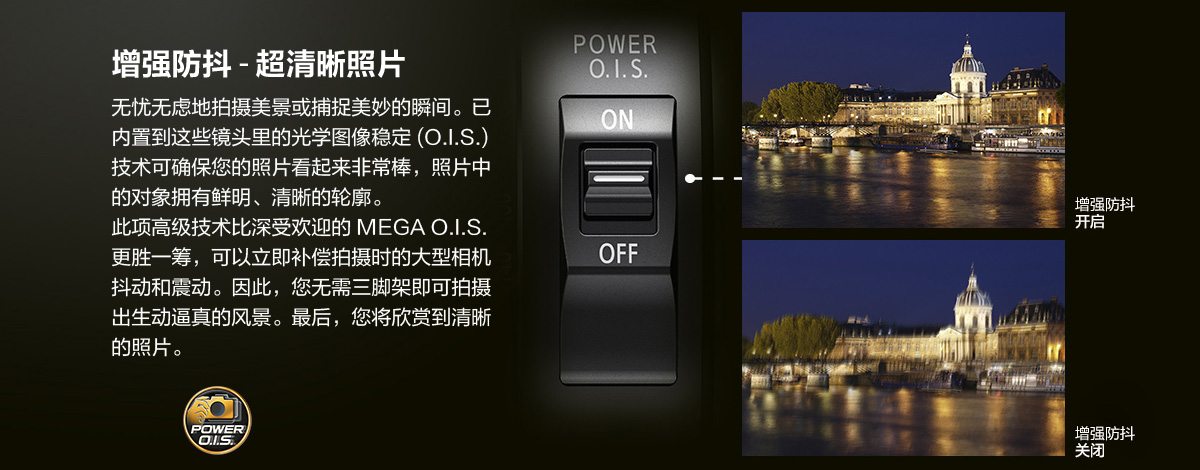 增强防抖 - 超清晰照片
无忧无虑地拍摄美景或捕捉美妙的瞬间。已
内置到这些镜头里的光学图像稳定 (O.I.S.)
技术可确保您的照片看起来非常棒，照片中
的对象拥有鲜明、清晰的轮廓。
此项高级技术比深受欢迎的 MEGA O.I.S.
更胜一筹，可以立即补偿拍摄时的大型相机
抖动和震动。因此，您无需三脚架即可拍摄
出生动逼真的风景。最后，您将欣赏到清晰
的照片。
POWER
O.I.S.
POWER
O.I.S.
ON
OFF
增强防抖
开启
增强防抖
关闭